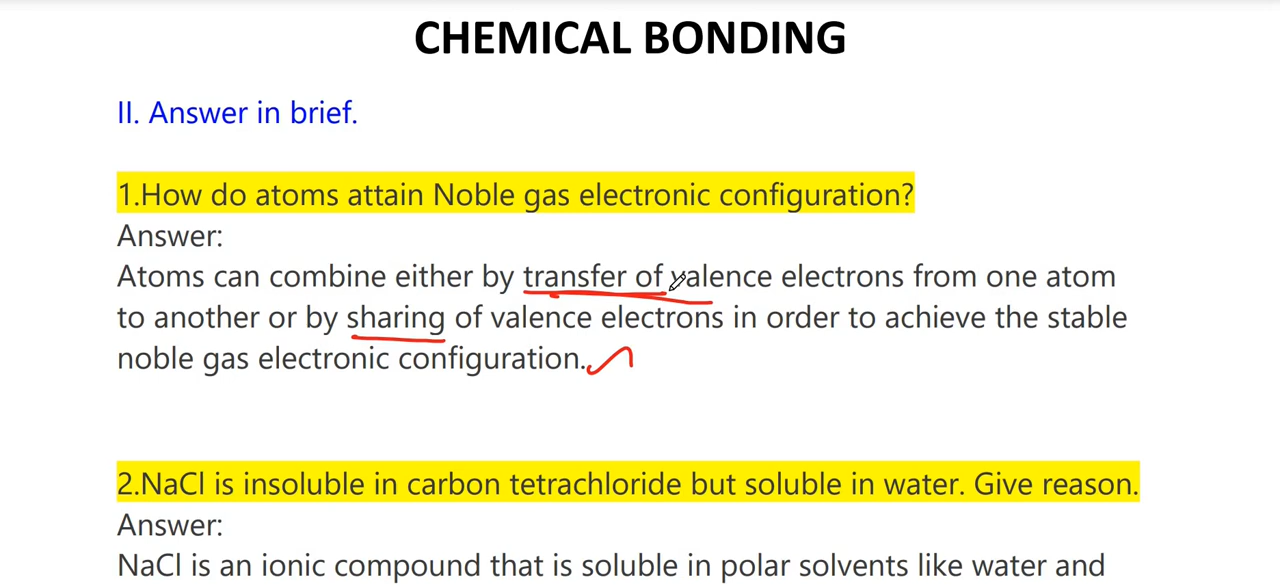 CHEMICAL BONDING
II. Answer in brief.
1.How do atoms attain Noble gas electronic configuration?
Answer:
Atoms can combine either by transfer of valence electrons from one atom
to another or by sharing of valence electrons in order to achieve the stable
noble gas electronic configuration.
2.NaCl is insoluble in carbon tetrachloride but soluble in water. Give reason.
Answer:
NaCl is an ionic compound that is soluble in polar solvents like water and